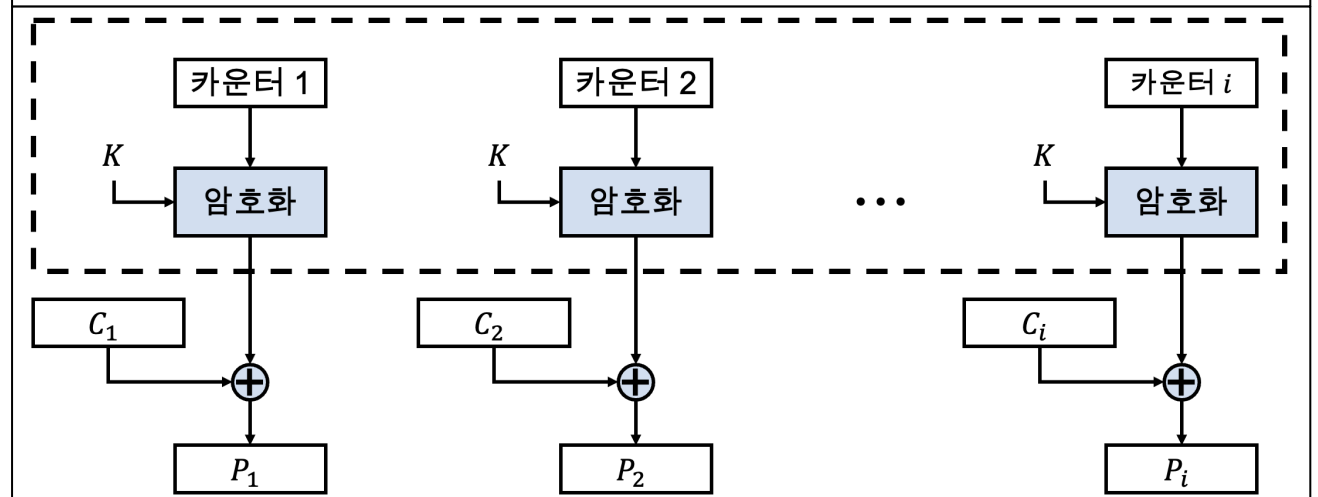 카운터 1 카운터 2 카운터 i
K K K
암호화 암호화 ... 암호화
C₁ C₂ Cᵢ
P₁ P₂ Pᵢ